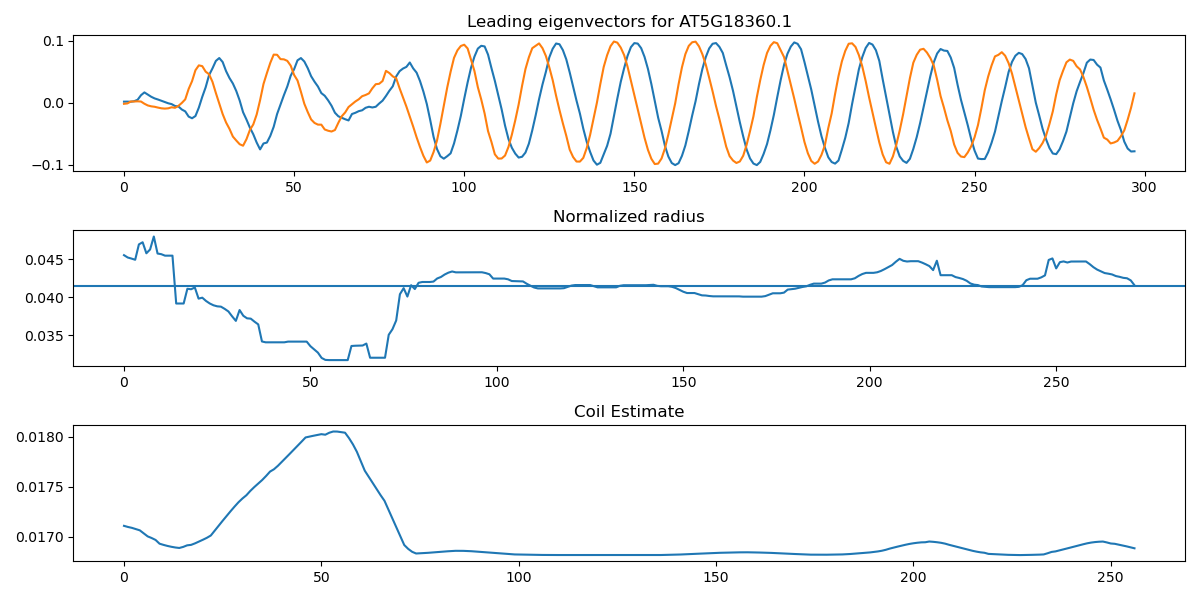 Leading eigenvectors for AT5G18360.1
0.1
0.0
−0.1
0 50 100 150 200 250 300
Normalized radius
0.045
0.040
0.035
0 50 100 150 200 250
Coil Estimate
0.0180
0.0175
0.0170
0 50 100 150 200 250